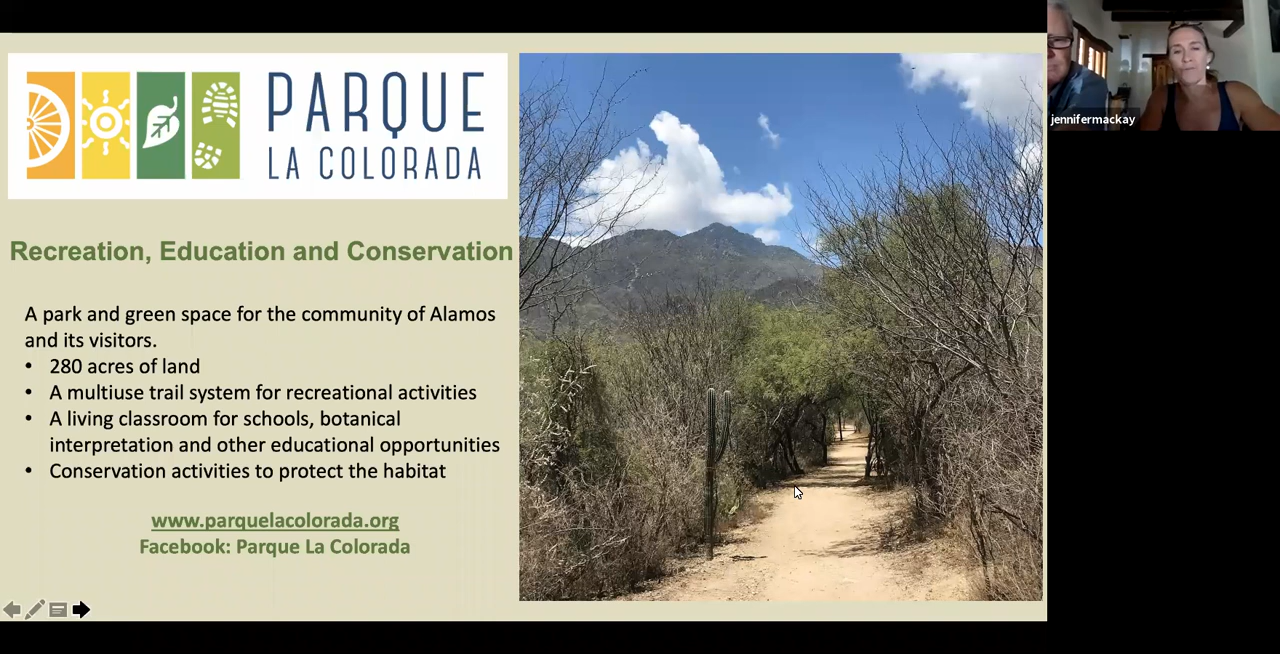 PARQUE
LA COLORADA
Recreation, Education and Conservation
A park and green space for the community of Alamos
and its visitors.
• 280 acres of land
• A multiuse trail system for recreational activities
• A living classroom for schools, botanical
interpretation and other educational opportunities
• Conservation activities to protect the habitat
www.parquelacolorada.org
Facebook: Parque La Colorada
jennifermackay